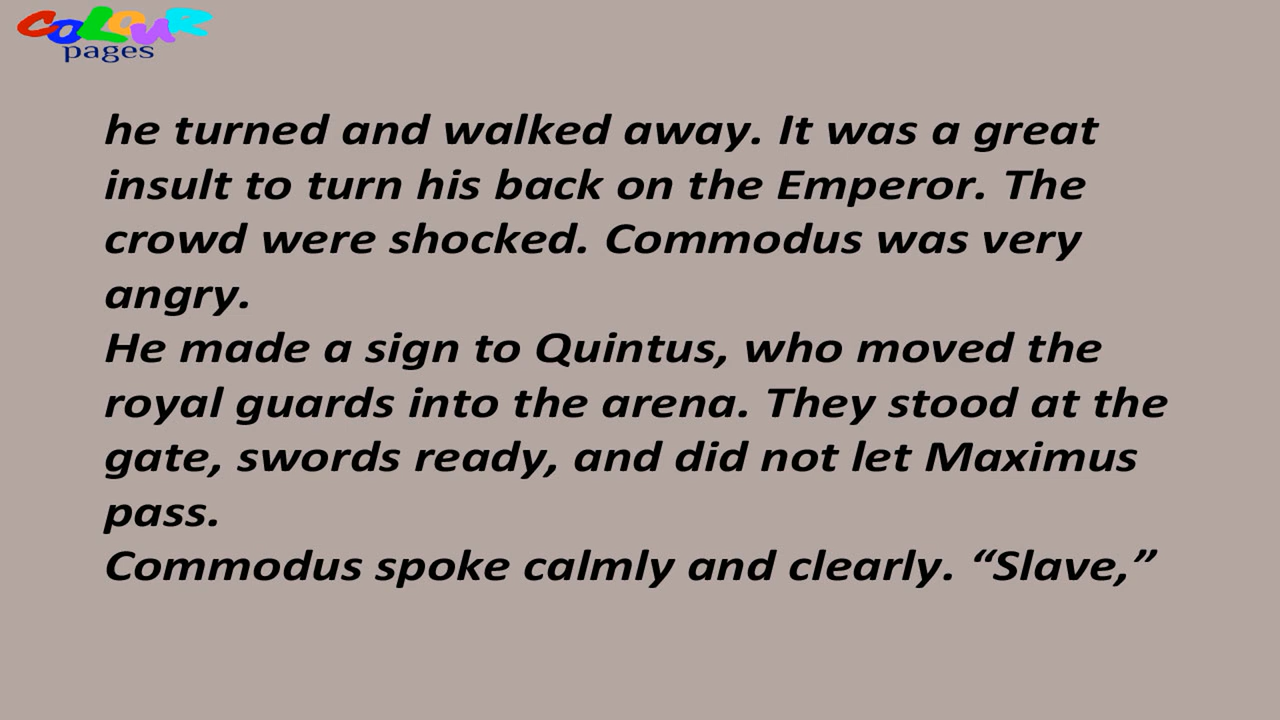 COLOUR
pages
he turned and walked away. It was a great
insult to turn his back on the Emperor. The
crowd were shocked. Commodus was very
angry.
He made a sign to Quintus, who moved the
royal guards into the arena. They stood at the
gate, swords ready, and did not let Maximus
pass.
Commodus spoke calmly and clearly. “Slave,”